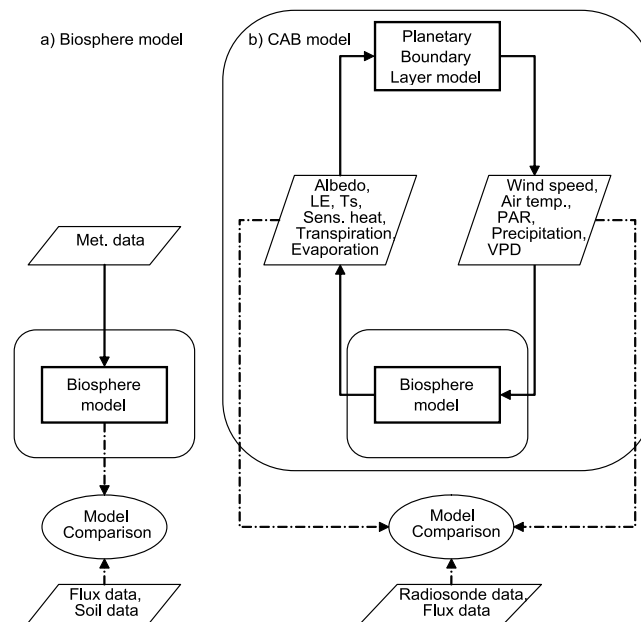 a) Biosphere model
b) CAB model
Planetary
Boundary
Layer model
Albedo,
LE, Ts,
Sens. heat,
Transpiration,
Evaporation
Wind speed,
Air temp.,
PAR,
Precipitation,
VPD
Met. data
Biosphere
model
Biosphere
model
Model
Comparison
Model
Comparison
Flux data,
Soil data
Radiosonde data,
Flux data